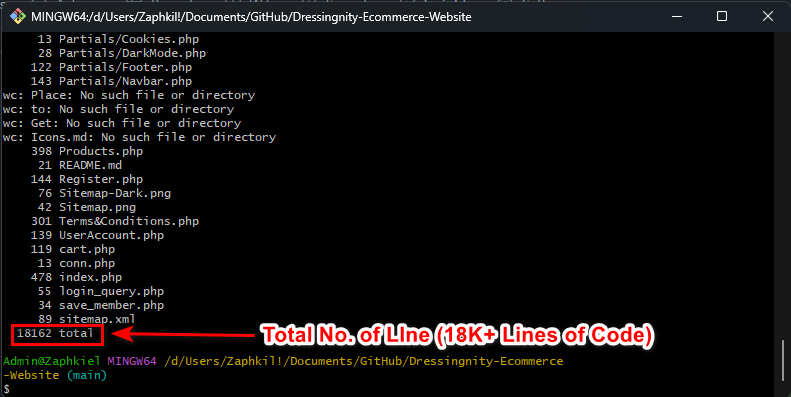 MINGW64:/d/Users/Zaphkil!/Documents/GitHub/Dressingnity-Ecommerce-Website
13 Partials/Cookies.php
28 Partials/DarkMode.php
122 Partials/Footer.php
143 Partials/Navbar.php
wc: Place: No such file or directory
wc: to: No such file or directory
wc: Get: No such file or directory
wc: Icons.md: No such file or directory
398 Products.php
21 README.md
144 Register.php
76 Sitemap-Dark.png
42 Sitemap.png
301 Terms&Conditions.php
139 UserAccount.php
119 cart.php
13 conn.php
478 index.php
55 login_query.php
34 save_member.php
89 sitemap.xml
18162 total
Total No. of LIne (18K+ Lines of Code)
Admin@Zaphkiel MINGW64 /d/Users/Zaphkil!/Documents/GitHub/Dressingnity-Ecommerce
-Website (main)
$